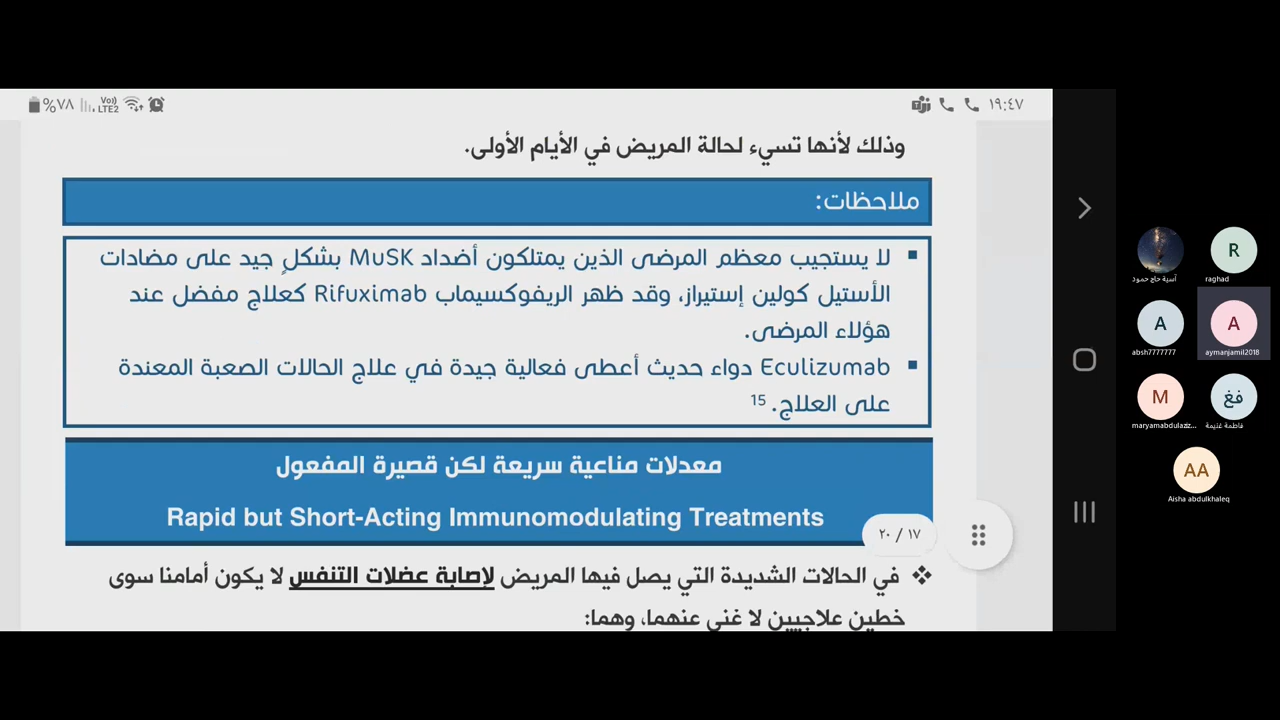 %٧٨
Vo))
LTE2
١٩:٤٧
وذلك لأنها تسيء لحالة المريض في الأيام الأولى.
ملاحظات:
▪ لا يستجيب معظم المرضى الذين يمتلكون أضداد MuSK بشكلٍ جيد على مضادات
الأستيل كولين إستيراز، وقد ظهر الريفوكسيماب Rifuximab كعلاج مفضل عند
هؤلاء المرضى.
▪ Eculizumab دواء حديث أعطى فعالية جيدة في علاج الحالات الصعبة المعندة
على العلاج. 15
معدلات مناعية سريعة لكن قصيرة المفعول
Rapid but Short-Acting Immunomodulating Treatments
٢٠ / ١٧
❖ في الحالات الشديدة التي يصل فيها المريض لإصابة عضلات التنفس لا يكون أمامنا سوى
خطين علاجيين لا غنى عنهما، وهما:
آسية حاج حمود
R
raghad
A
absh7777777
A
aymanjamil2018
M
maryamabdulaziz...
فغ
فاطمة غنيمة
AA
Aisha abdulkhaleq